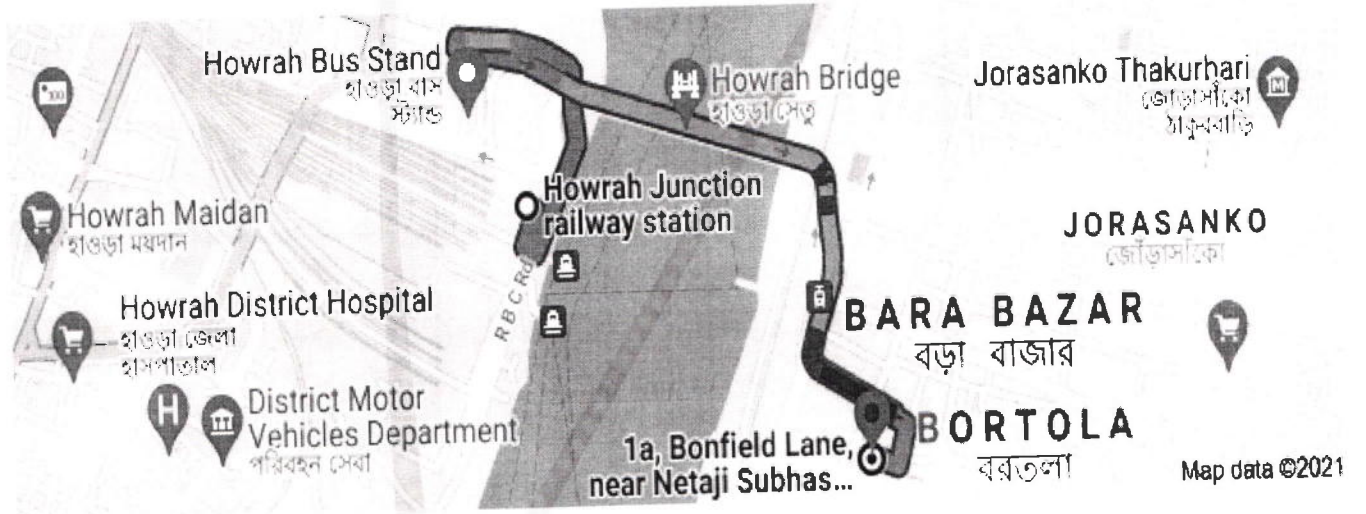 Howrah Bus Stand
হাওড়া বাস
স্ট্যান্ড
Howrah Bridge
হাওড়া সেতু
Jorasanko Thakurbari
জোড়াসাঁকো
ঠাকুরবাড়ি
Howrah Junction
railway station
Howrah Maidan
হাওড়া ময়দান
JORASANKO
জোড়াসাঁকো
R B C Rd
Howrah District Hospital
হাওড়া জেলা
হাসপাতাল
BARA BAZAR
বড়া বাজার
H
District Motor
Vehicles Department
পরিবহন সেবা
BORTOLA
বরতলা
1a, Bonfield Lane,
near Netaji Subhas...
Map data ©2021